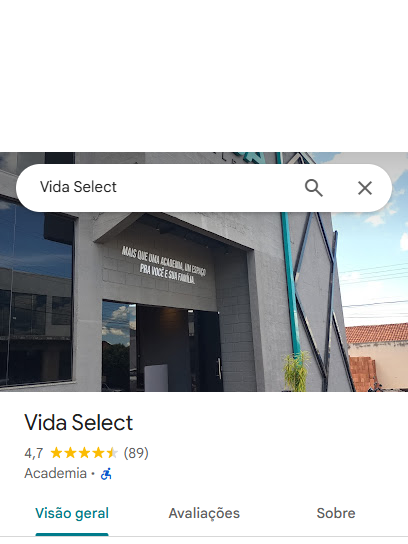 Vida Select
MAIS QUE UMA ACADEMIA, UM ESPAÇO
PRA VOCÊ E SUA FAMÍLIA.
Vida Select
4,7 (89)
Academia ·
Visão geral Avaliações Sobre